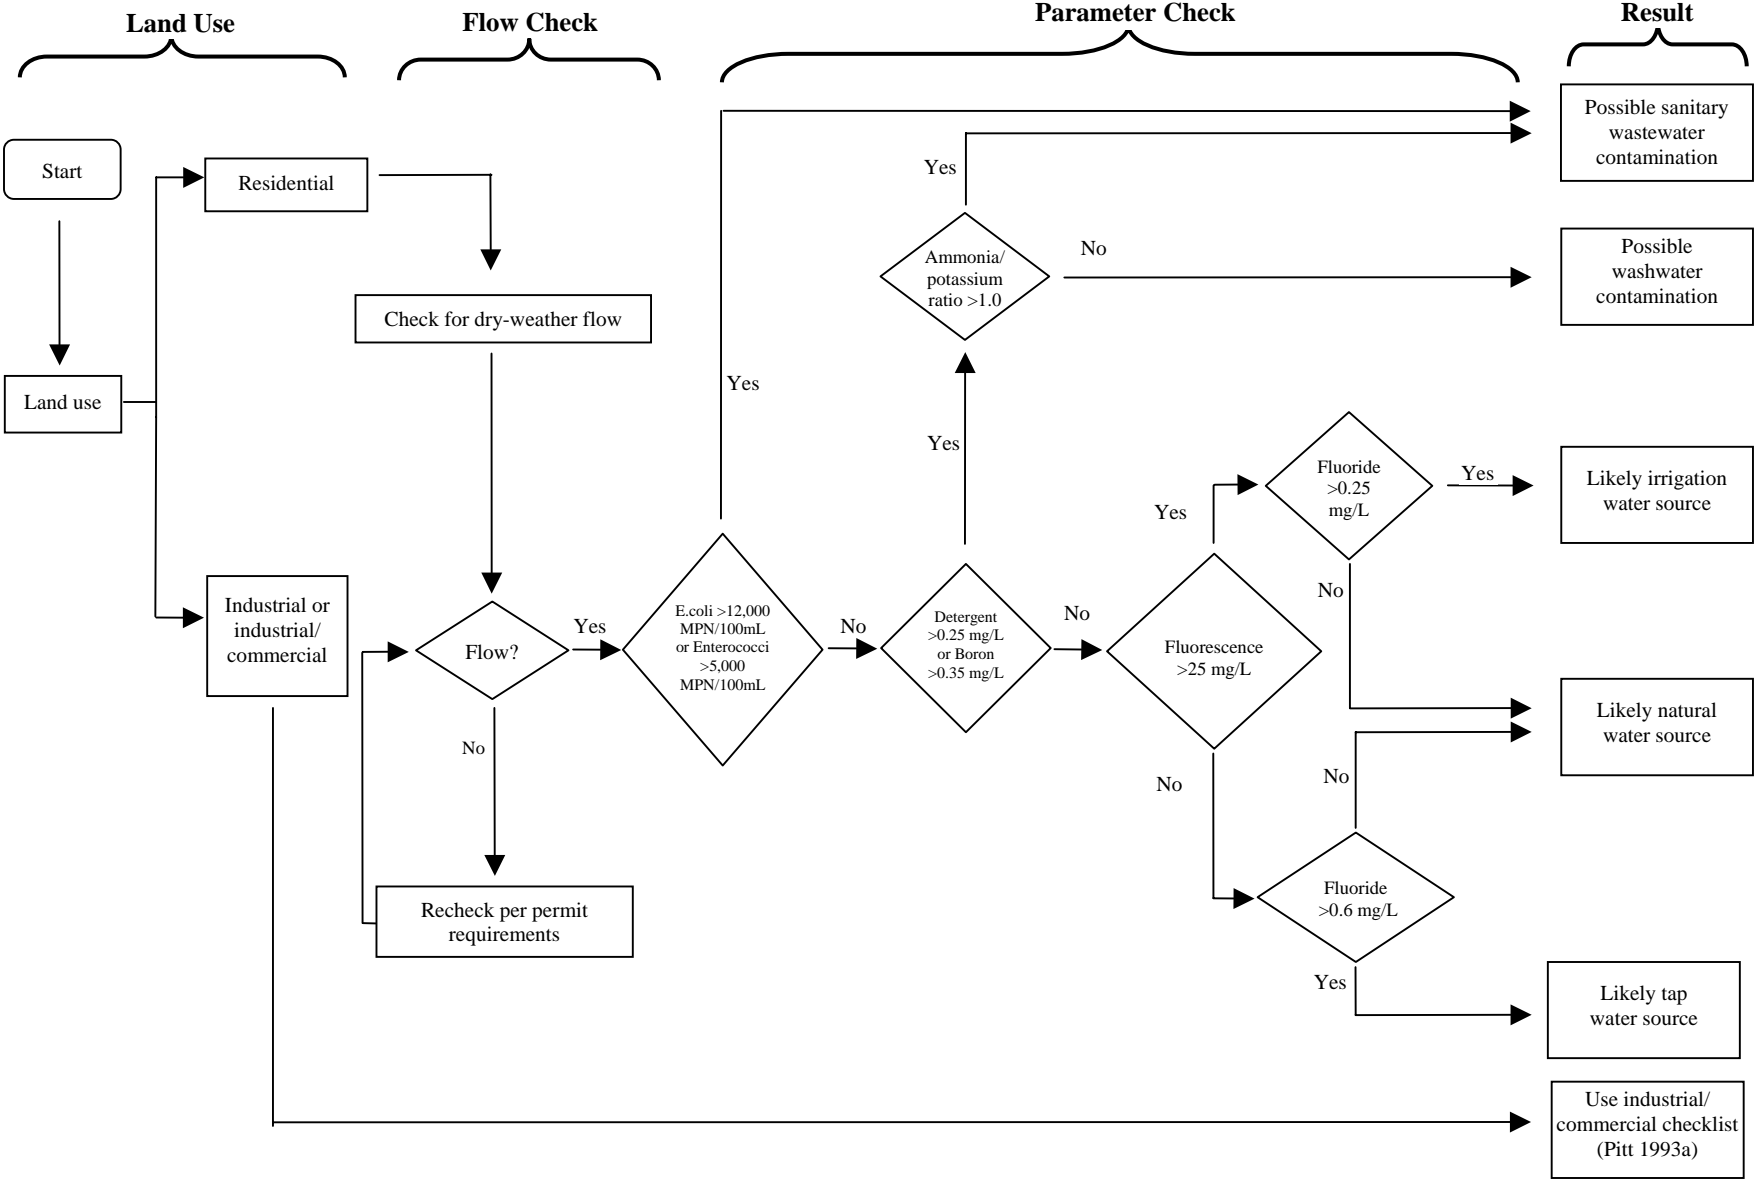 Land Use
Flow Check
Parameter Check
Result
Start
Land use
Residential
Industrial or
industrial/
commercial
Check for dry-weather flow
Flow?
Yes
No
Recheck per permit
requirements
E.coli >12,000
MPN/100mL
or Enterococci
>5,000
MPN/100mL
Yes
No
Detergent
>0.25 mg/L
or Boron
>0.35 mg/L
Yes
No
Ammonia/
potassium
ratio >1.0
Yes
No
Fluorescence
>25 mg/L
Yes
No
Fluoride
>0.25
mg/L
Yes
No
Fluoride
>0.6 mg/L
No
Yes
Possible sanitary
wastewater
contamination
Possible
washwater
contamination
Likely irrigation
water source
Likely natural
water source
Likely tap
water source
Use industrial/
commercial checklist
(Pitt 1993a)